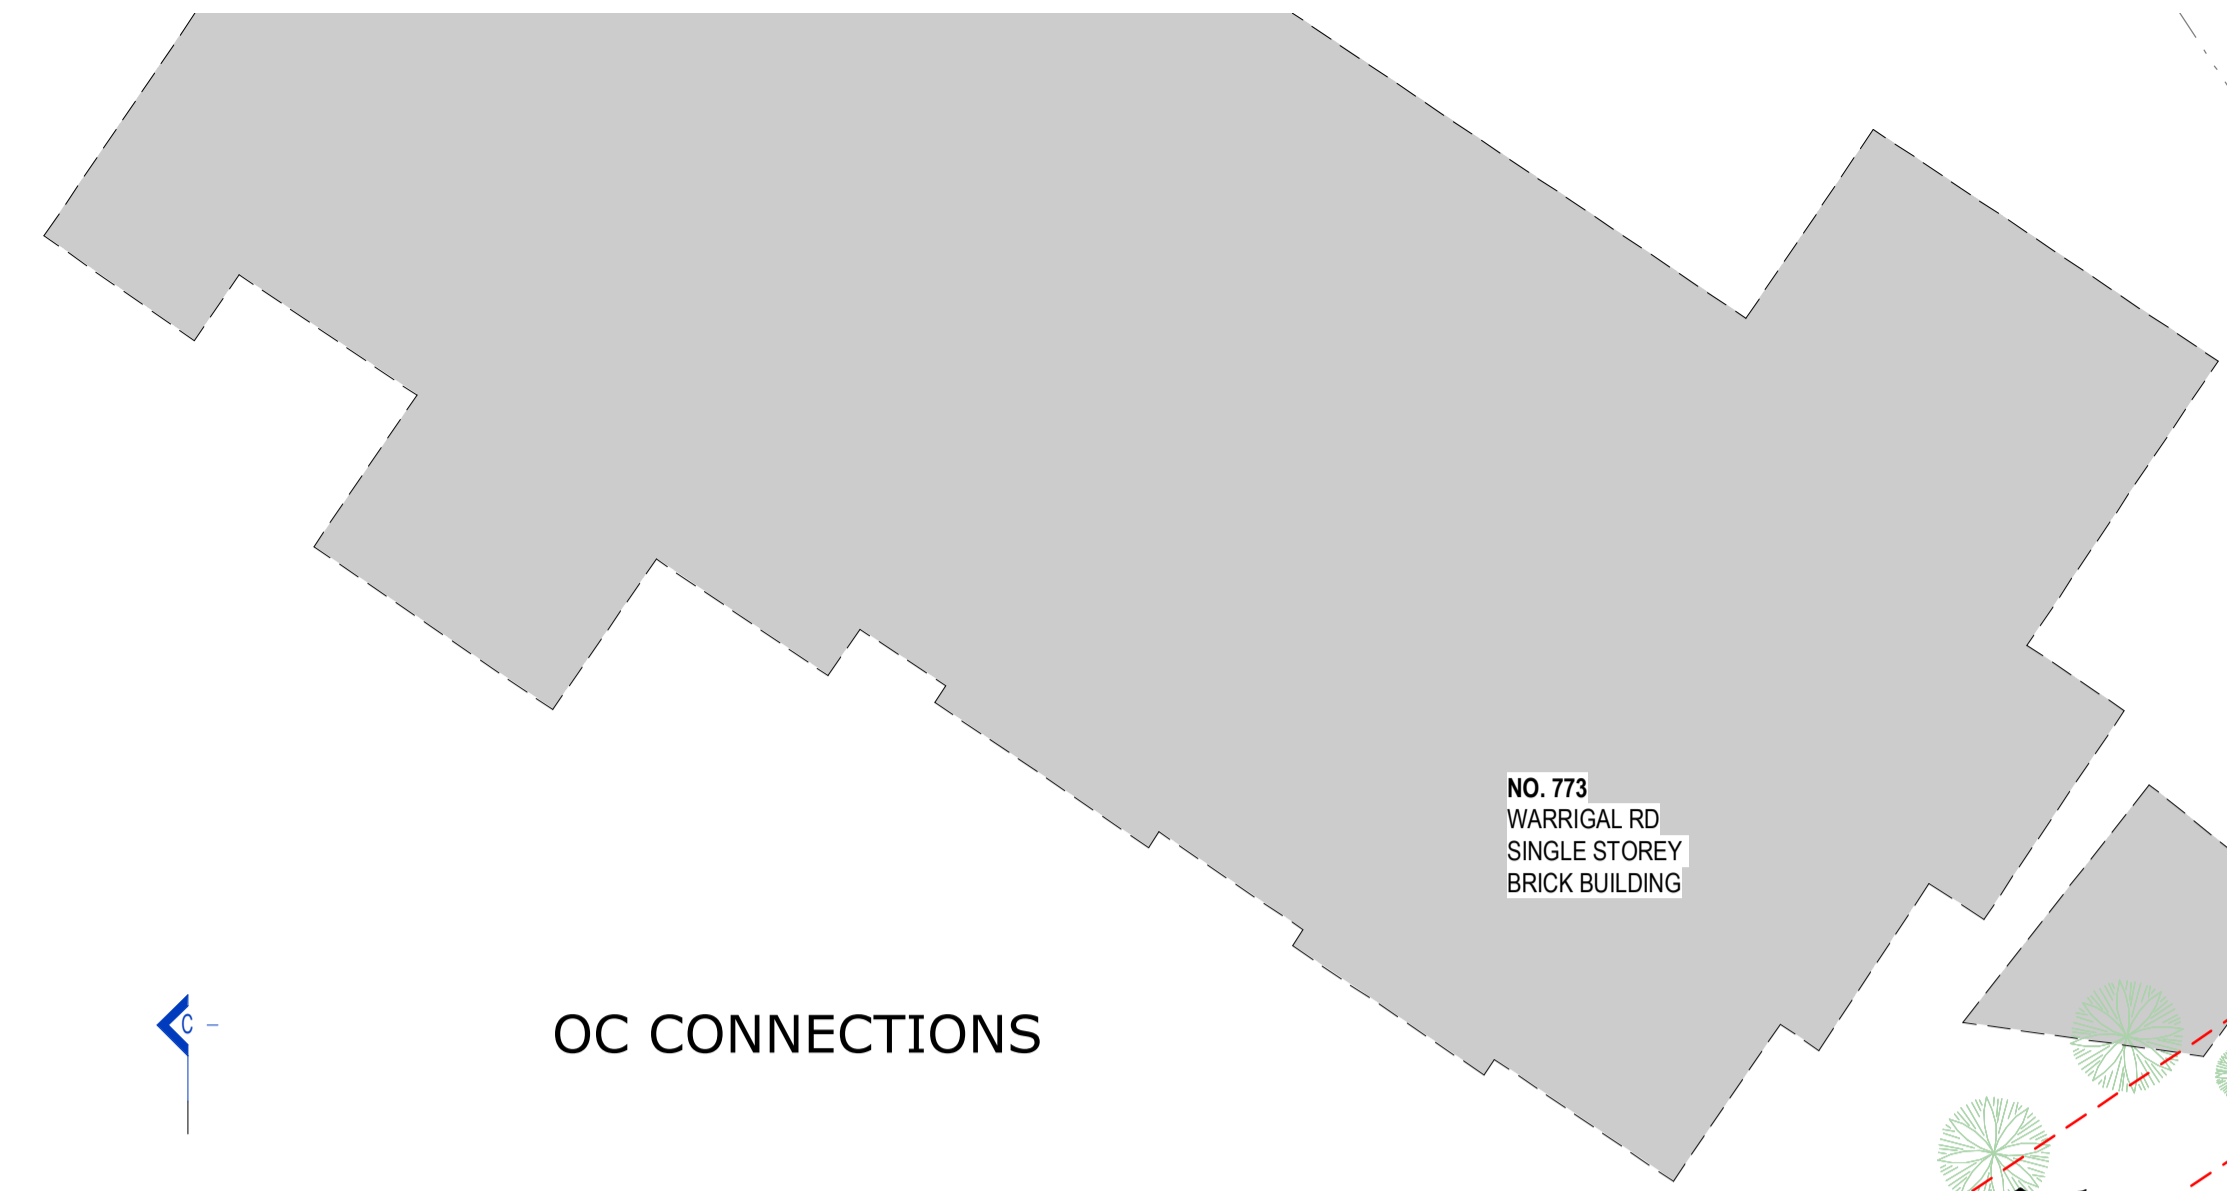 NO. 773
WARRIGAL RD
SINGLE STOREY
BRICK BUILDING
C –
OC CONNECTIONS